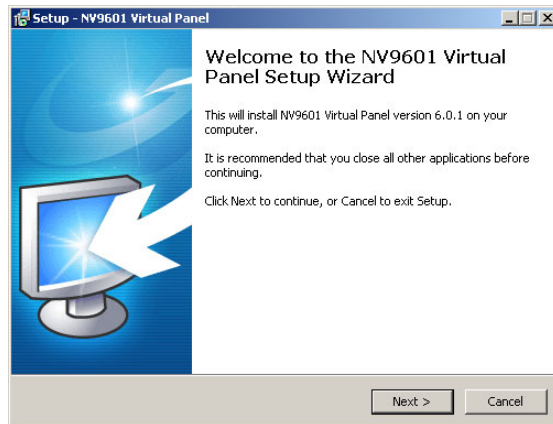 Setup - NV9601 Virtual Panel
Welcome to the NV9601 Virtual
Panel Setup Wizard
This will install NV9601 Virtual Panel version 6.0.1 on your
computer.
It is recommended that you close all other applications before
continuing.
Click Next to continue, or Cancel to exit Setup.
Next >
Cancel